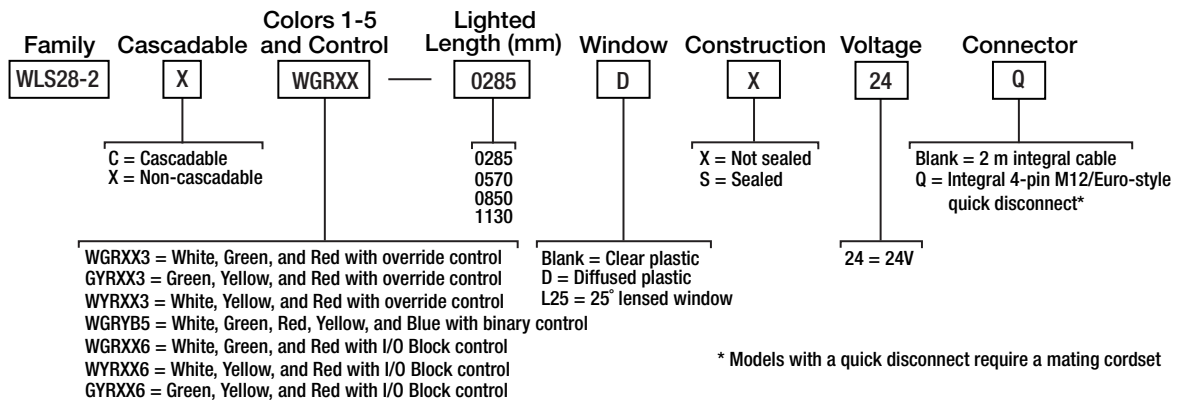 Family
Cascadable
Colors 1-5
and Control
Lighted
Length (mm)
Window
Construction
Voltage
Connector
WLS28-2
X
WGRXX
0285
D
X
24
Q
C = Cascadable
X = Non-cascadable
0285
0570
0850
1130
X = Not sealed
S = Sealed
Blank = 2 m integral cable
Q = Integral 4-pin M12/Euro-style
quick disconnect*
WGRXX3 = White, Green, and Red with override control
GYRXX3 = Green, Yellow, and Red with override control
WYRXX3 = White, Yellow, and Red with override control
WGRYB5 = White, Green, Red, Yellow, and Blue with binary control
WGRXX6 = White, Green, and Red with I/O Block control
WYRXX6 = White, Yellow, and Red with I/O Block control
GYRXX6 = Green, Yellow, and Red with I/O Block control
Blank = Clear plastic
D = Diffused plastic
L25 = 25° lensed window
24 = 24V
* Models with a quick disconnect require a mating cordset